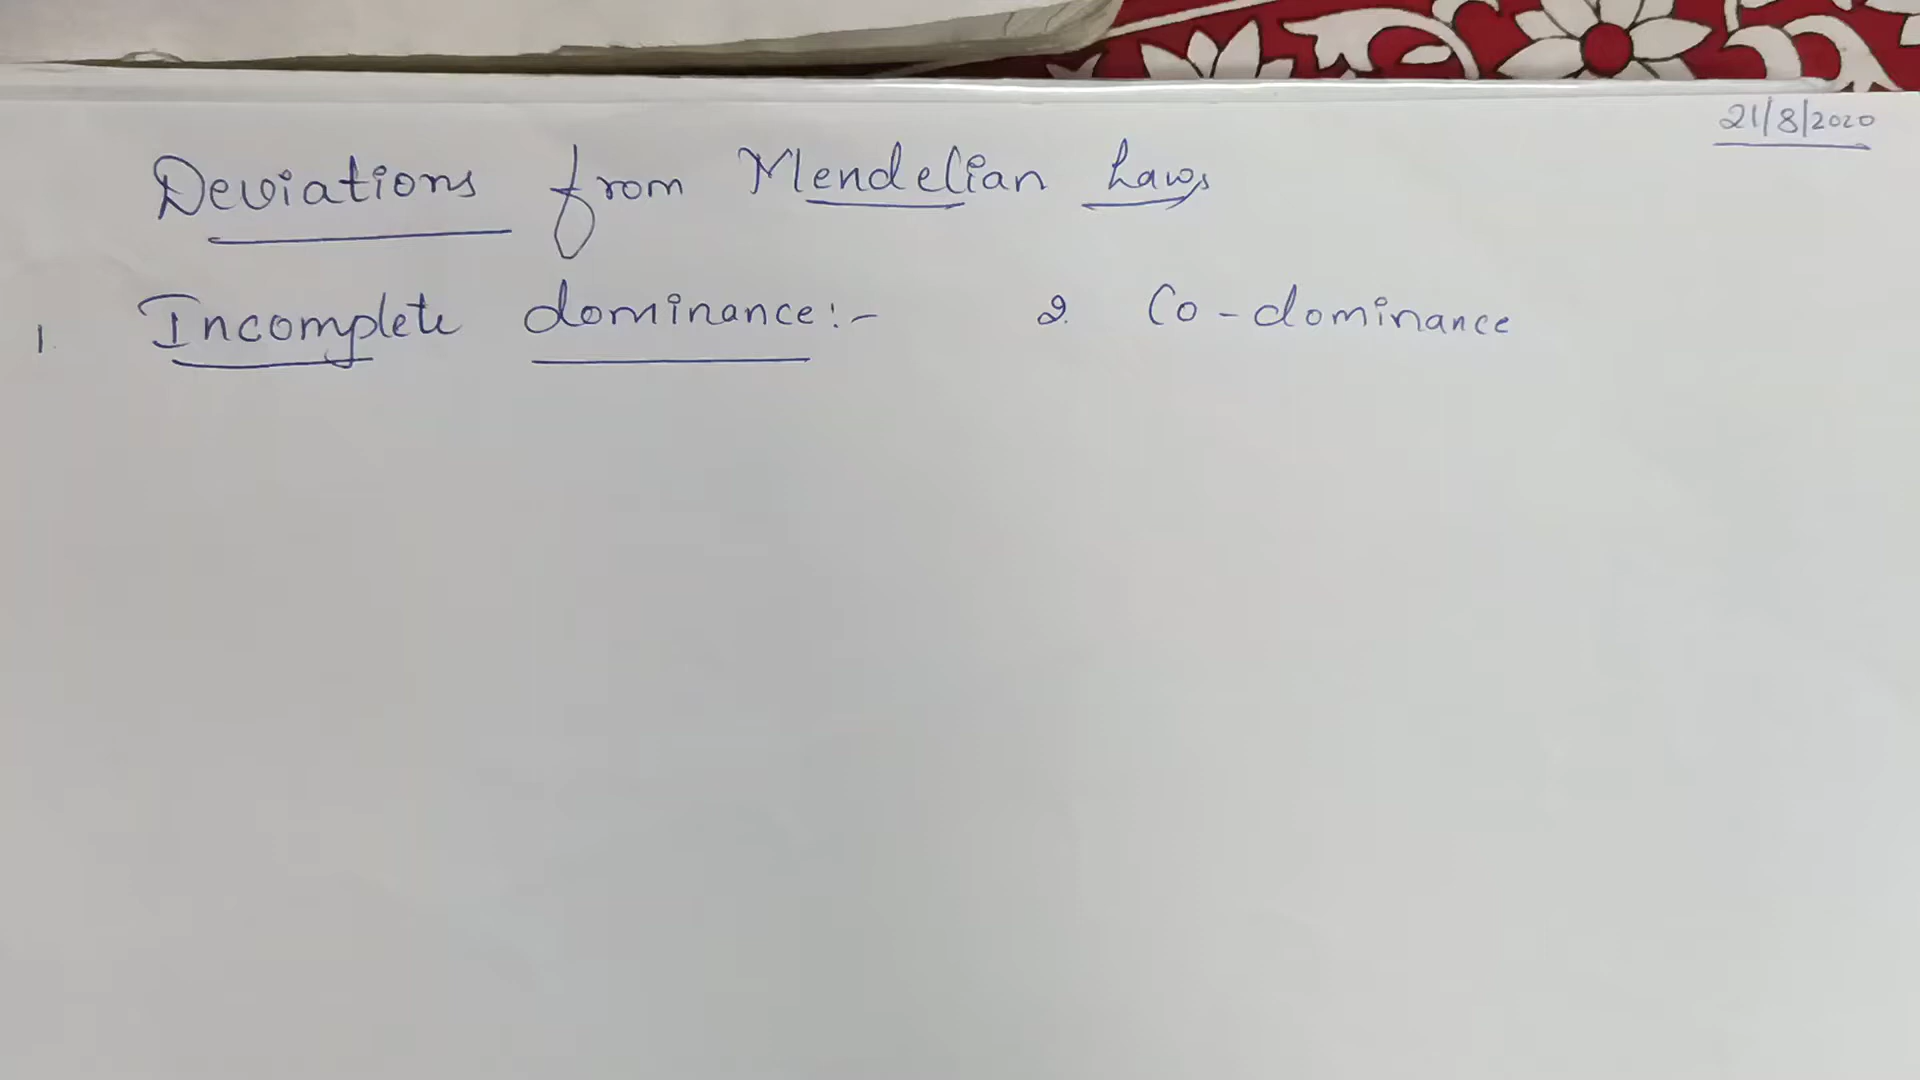 21/8/2020
Deviations from Mendelian Laws
1. Incomplete dominance:- 2. Co-dominance